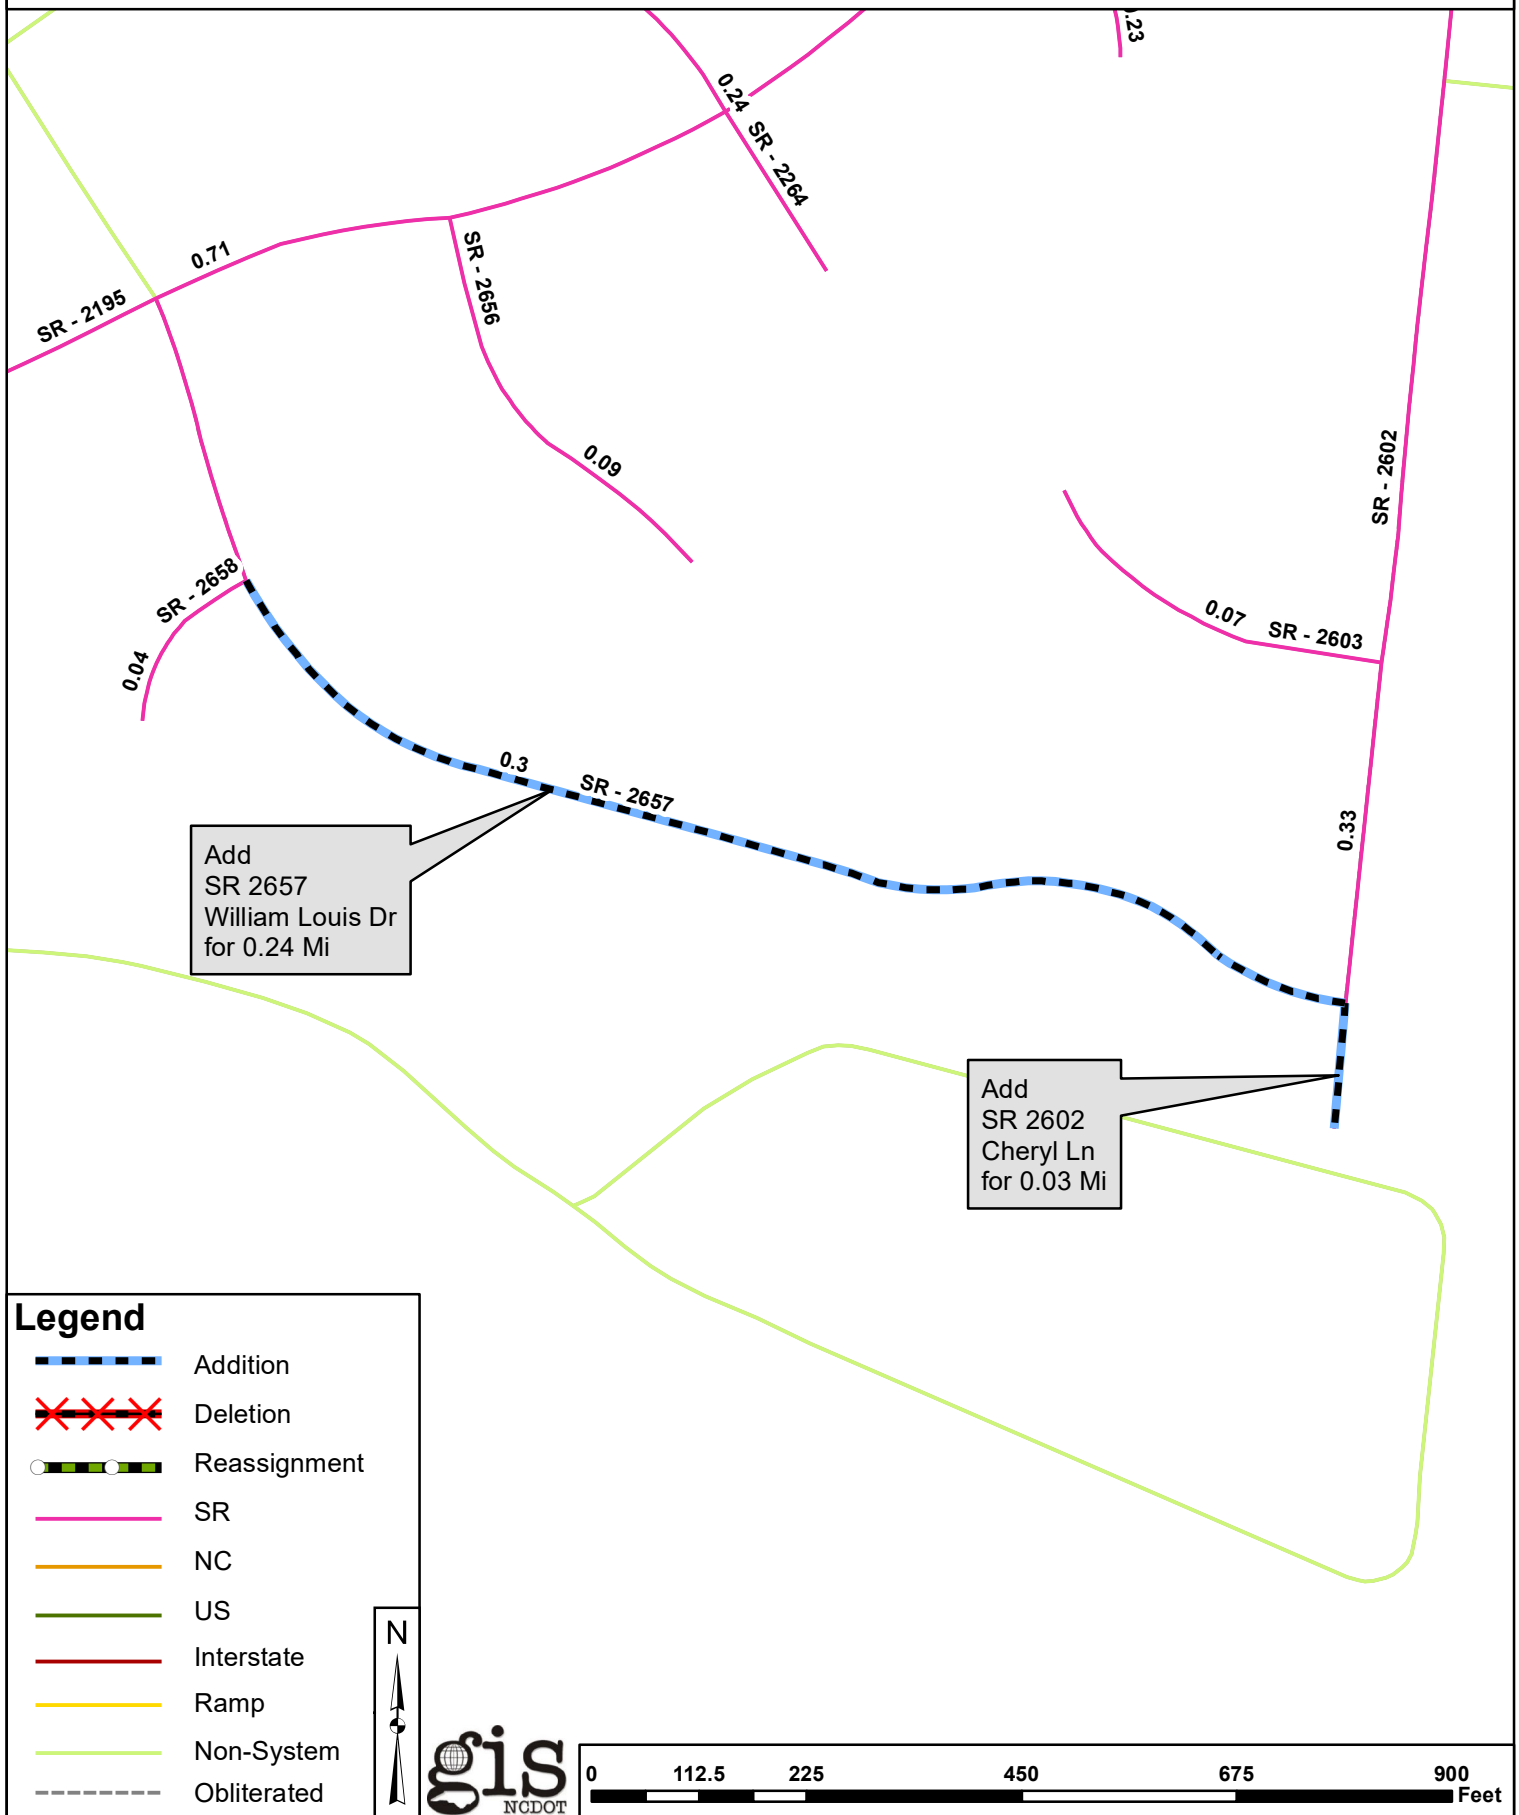 .23
0.24 SR - 2264
0.71
SR - 2195
SR - 2656
0.09
SR - 2602
SR - 2658
0.04
0.07 SR - 2603
0.3
SR - 2657
0.33
Add
SR 2657
William Louis Dr
for 0.24 Mi
Add
SR 2602
Cheryl Ln
for 0.03 Mi
Legend
Addition
Deletion
Reassignment
SR
NC
US
Interstate
Ramp
Non-System
Obliterated
N
gis
NCDOT
0 112.5 225 450 675 900
Feet